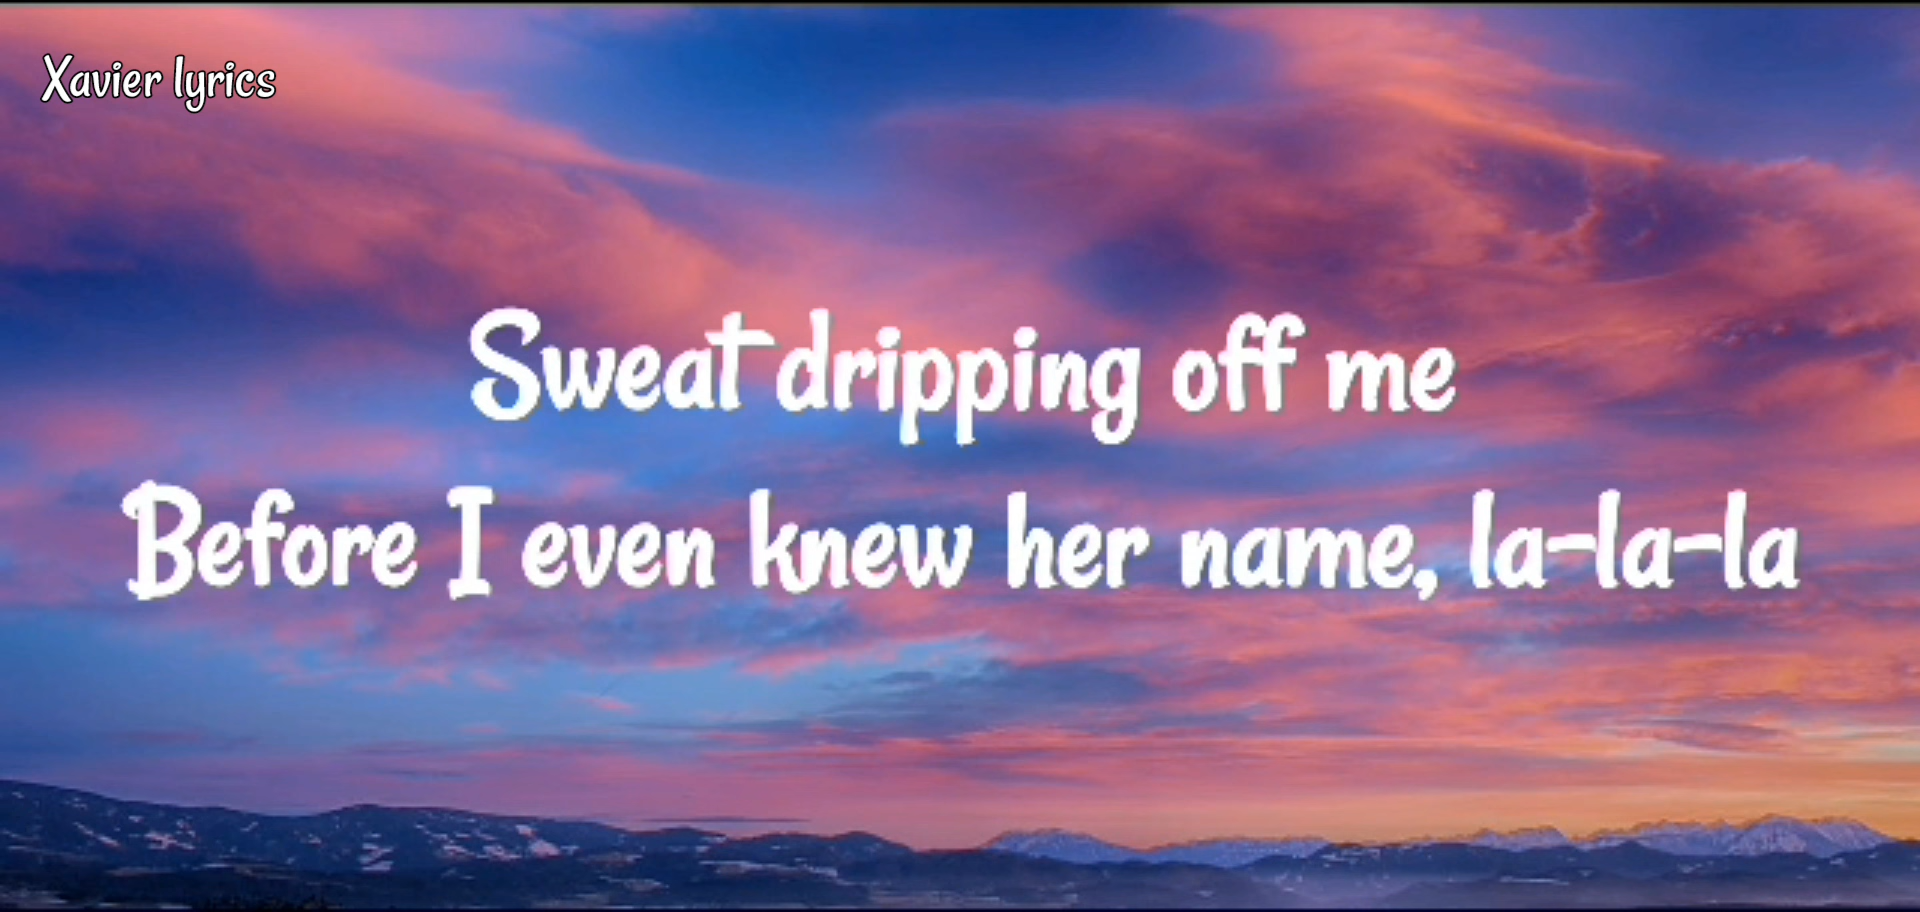 Xavier lyrics
Sweat dripping off me
Before I even knew her name, la-la-la